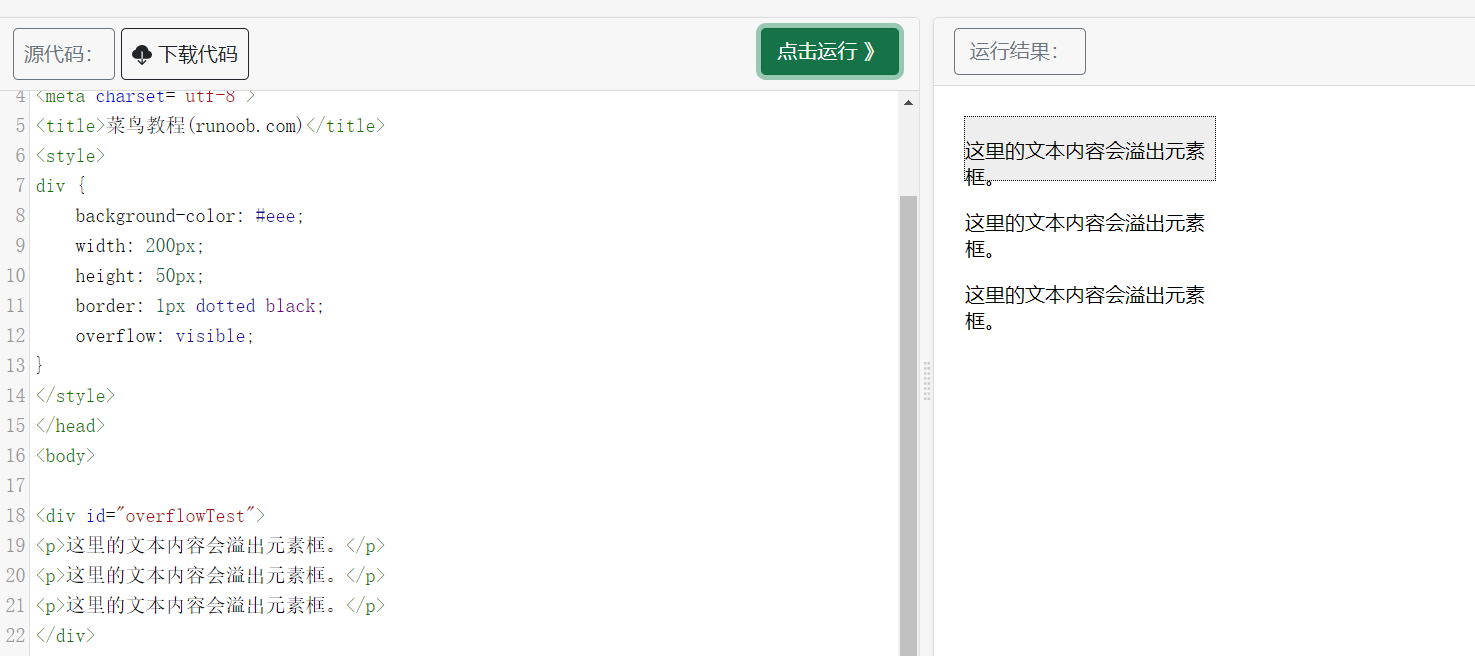 源代码：
下载代码
点击运行 》
4 <meta charset="utf-8">
5 <title>菜鸟教程(runoob.com)</title>
6 <style>
7 div {
8     background-color: #eee;
9     width: 200px;
10     height: 50px;
11     border: 1px dotted black;
12     overflow: visible;
13 }
14 </style>
15 </head>
16 <body>
17
18 <div id="overflowTest">
19 <p>这里的文本内容会溢出元素框。</p>
20 <p>这里的文本内容会溢出元素框。</p>
21 <p>这里的文本内容会溢出元素框。</p>
22 </div>
运行结果：
这里的文本内容会溢出元素
框。
这里的文本内容会溢出元素
框。
这里的文本内容会溢出元素
框。